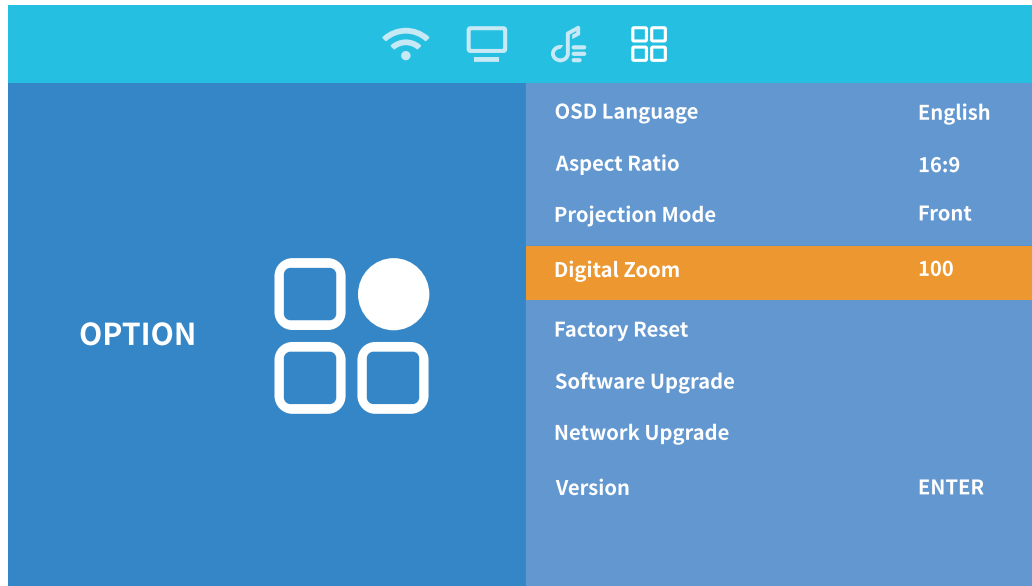 OPTION
OSD Language English
Aspect Ratio 16:9
Projection Mode Front
Digital Zoom 100
Factory Reset
Software Upgrade
Network Upgrade
Version ENTER